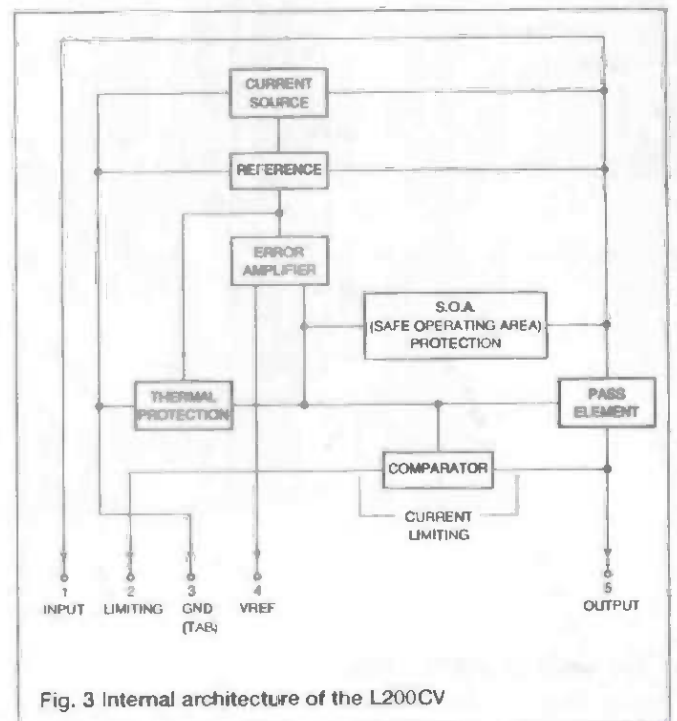 CURRENT
SOURCE
REFERENCE
ERROR
AMPLIFIER
S.O.A.
(SAFE OPERATING AREA)
PROTECTION
THERMAL
PROTECTION
PASS
ELEMENT
COMPARATOR
CURRENT
LIMITING
1
INPUT
2
LIMITING
3
GND
(TAB)
4
VREF
5
OUTPUT
Fig. 3 Internal architecture of the L200CV